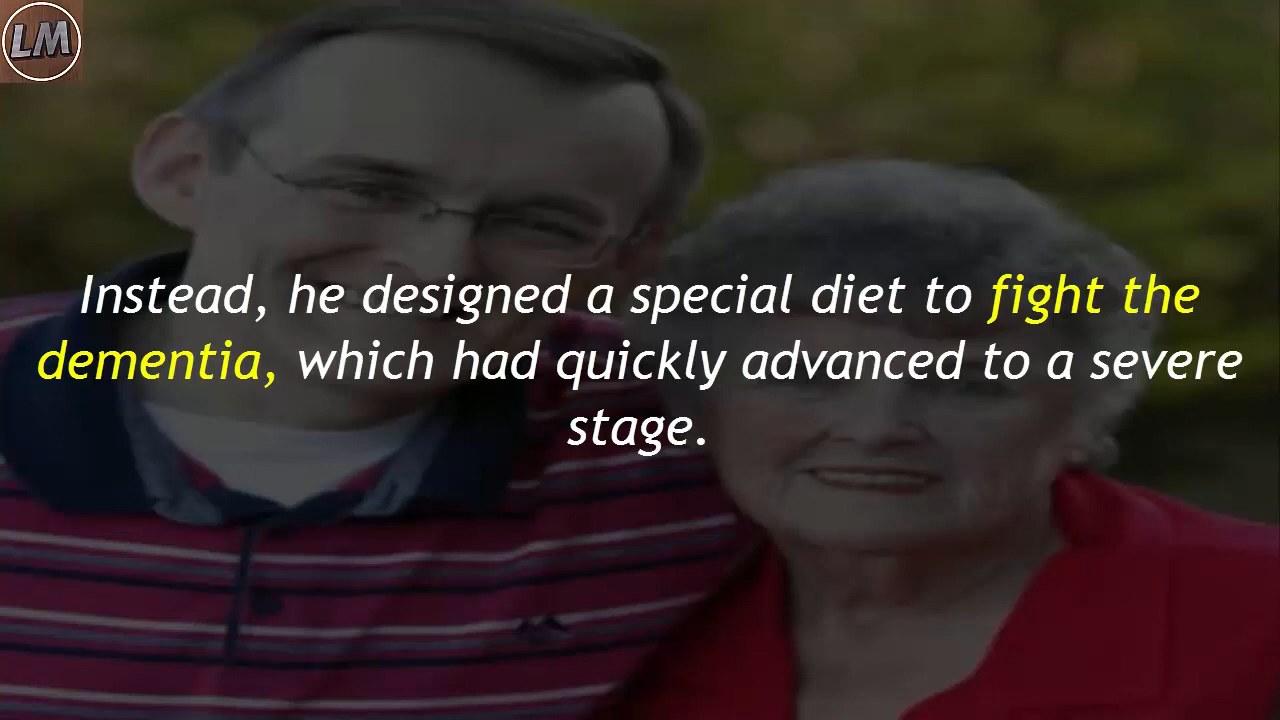 LM
Instead, he designed a special diet to fight the
dementia, which had quickly advanced to a severe
stage.